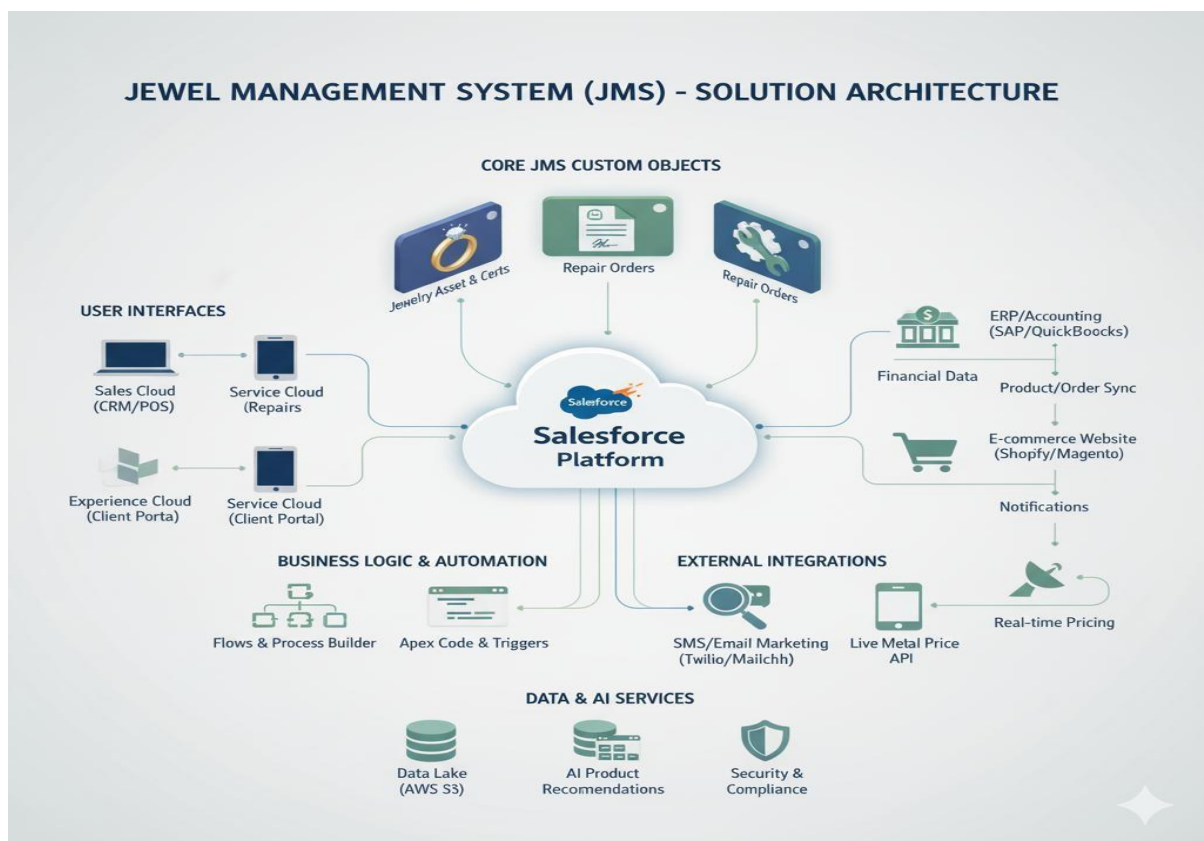 JEWEL MANAGEMENT SYSTEM (JMS) - SOLUTION ARCHITECTURE
CORE JMS CUSTOM OBJECTS
Jewelry Asset & Certs
Repair Orders
Repair Orders
USER INTERFACES
Sales Cloud
(CRM/POS)
Service Cloud
(Repairs
Experience Cloud
(Client Porta)
Service Cloud
(Client Portal)
Salesforce
Salesforce
Platform
ERP/Accounting
(SAP/QuickBoocks)
Financial Data
Product/Order Sync
E-commerce Website
(Shopify/Magento)
Notifications
Real-time Pricing
BUSINESS LOGIC & AUTOMATION
Flows & Process Builder
Apex Code & Triggers
EXTERNAL INTEGRATIONS
SMS/Email Marketing
(Twilio/Mailchh)
Live Metal Price
API
DATA & AI SERVICES
Data Lake
(AWS S3)
AI Product
Recomendations
Security &
Compliance